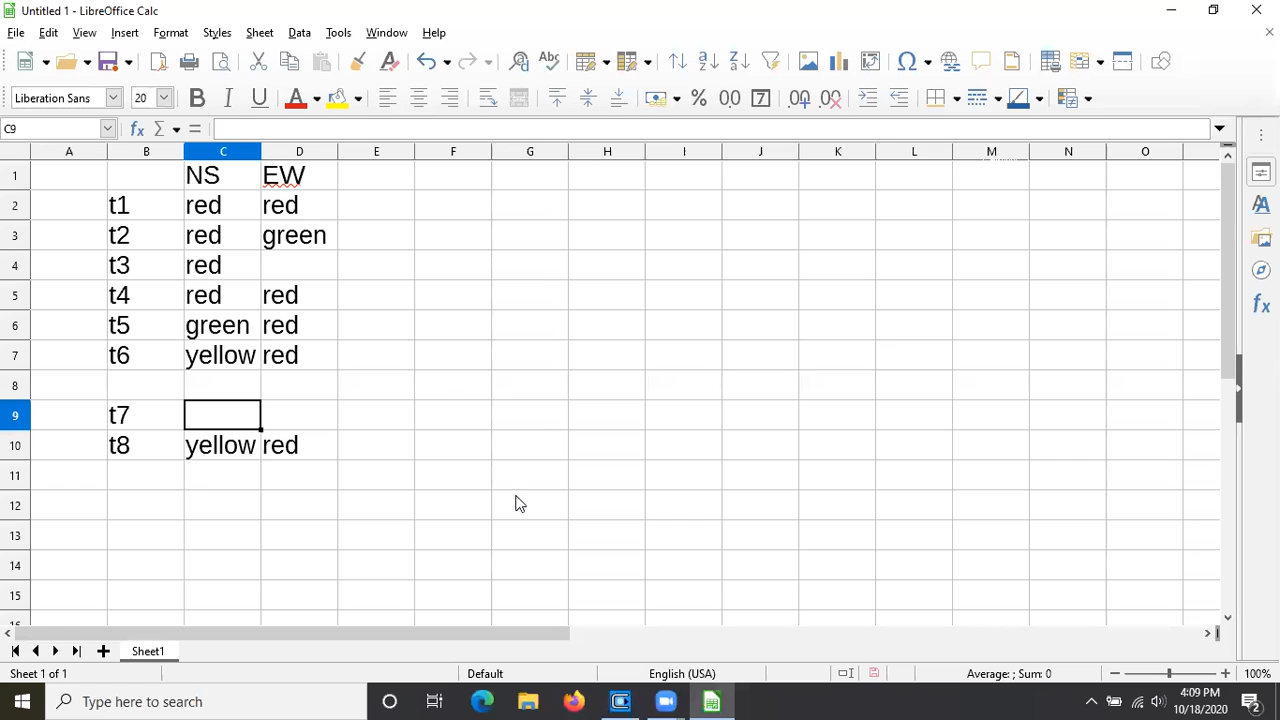 Untitled 1 - LibreOffice Calc
File Edit View Insert Format Styles Sheet Data Tools Window Help
Liberation Sans 20
C9
A B C D E F G H I J K L M N O
1 NS EW
2 t1 red red
3 t2 red green
4 t3 red
5 t4 red red
6 t5 green red
7 t6 yellow red
8
9 t7
10 t8 yellow red
11
12
13
14
15
16
Sheet1
Sheet 1 of 1 Default English (USA) Average: ; Sum: 0 100%
Type here to search
4:09 PM
10/18/2020
2